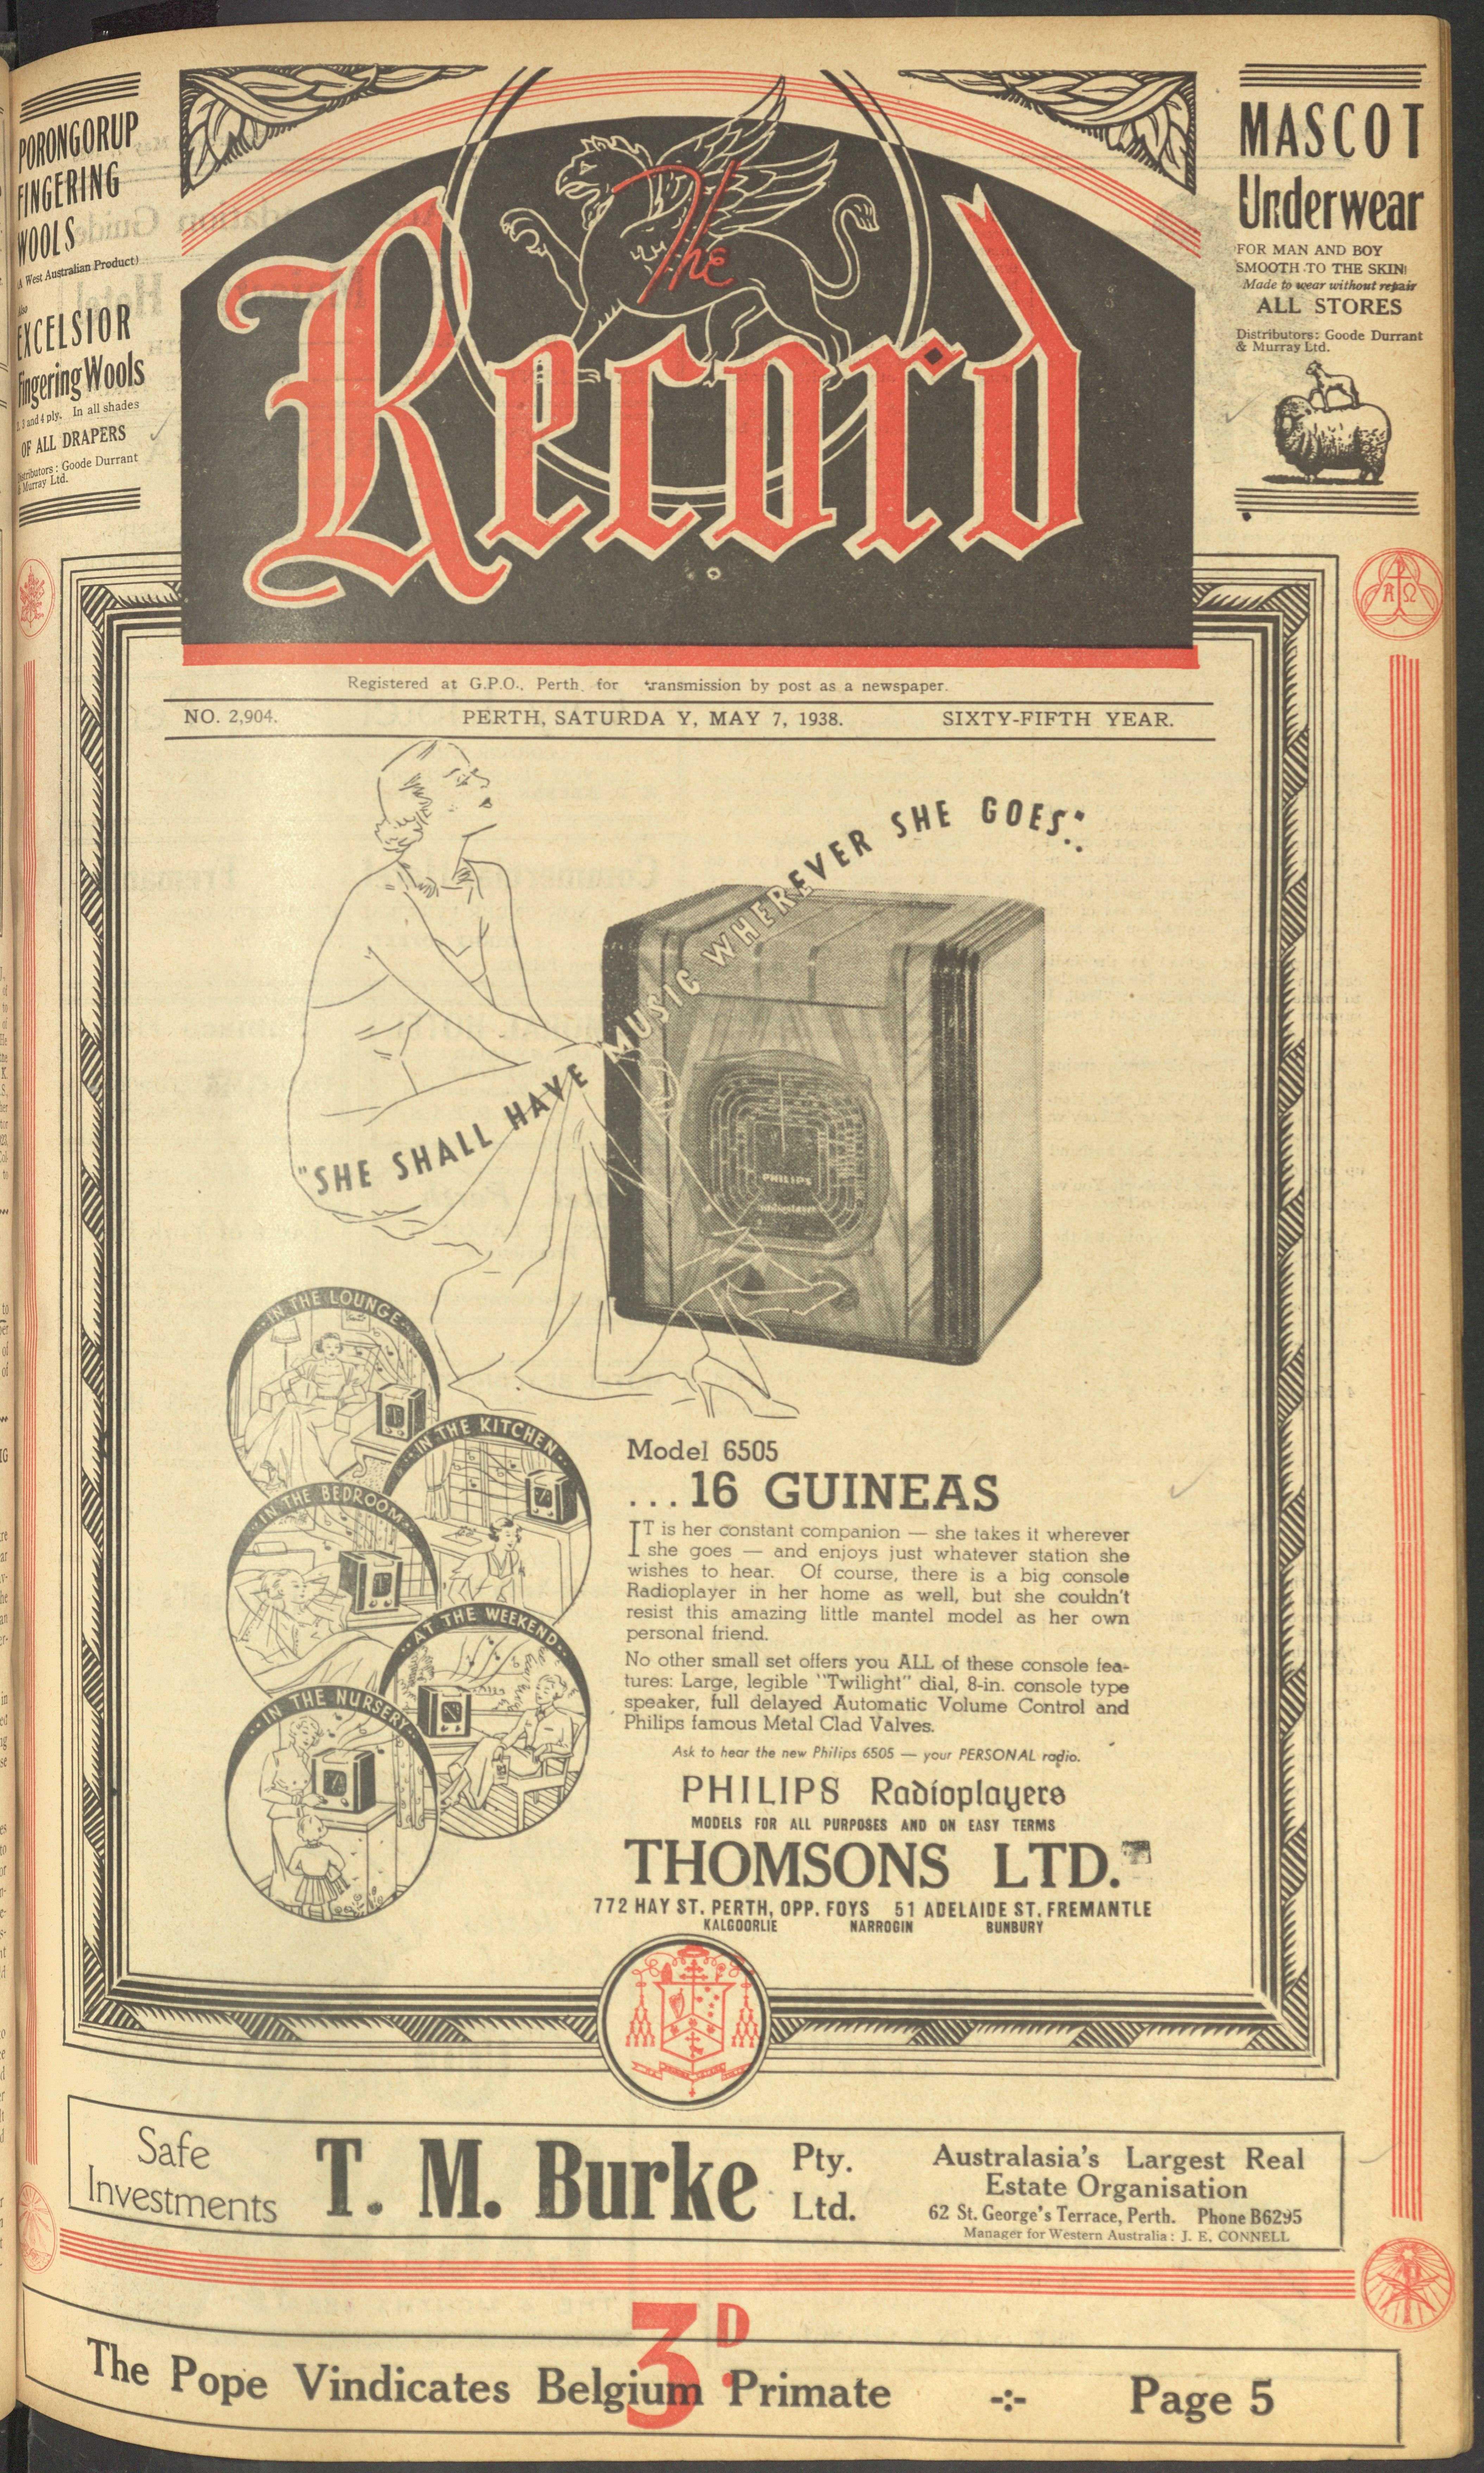 PORONGORUP
FINGERING
WOOLS
(A West Australian Product)
Also
EXCELSIOR
Fingering Wools
2, 3 and 4 ply. In all shades
OF ALL DRAPERS
Distributors: Goode Durrant
& Murray Ltd.
The
Record
MASCOT
Underwear
FOR MAN AND BOY
SMOOTH TO THE SKIN!
Made to wear without repair
ALL STORES
Distributors: Goode Durrant
& Murray Ltd.
A Ω
Registered at G.P.O., Perth, for transmission by post as a newspaper.
NO. 2,904. PERTH, SATURDA Y, MAY 7, 1938. SIXTY-FIFTH YEAR.
"SHE SHALL HAVE MUSIC WHEREVER SHE GOES"..
PHILIPS
Radioplayer
IN THE LOUNGE
IN THE KITCHEN
IN THE BEDROOM
AT THE WEEKEND
IN THE NURSERY
Model 6505
...16 GUINEAS
IT is her constant companion — she takes it wherever
she goes — and enjoys just whatever station she
wishes to hear. Of course, there is a big console
Radioplayer in her home as well, but she couldn't
resist this amazing little mantel model as her own
personal friend.
No other small set offers you ALL of these console fea-
tures: Large, legible "Twilight" dial, 8-in. console type
speaker, full delayed Automatic Volume Control and
Philips famous Metal Clad Valves.
Ask to hear the new Philips 6505 — your PERSONAL radio.
PHILIPS Radioplayers
MODELS FOR ALL PURPOSES AND ON EASY TERMS
THOMSONS LTD.
772 HAY ST. PERTH, OPP. FOYS 51 ADELAIDE ST. FREMANTLE
KALGOORLIE NARROGIN BUNBURY
Safe
Investments
T. M. Burke
Pty.
Ltd.
Australasia's Largest Real
Estate Organisation
62 St. George's Terrace, Perth. Phone B6295
Manager for Western Australia: J. E. CONNELL
3D.
The Pope Vindicates Belgium Primate -:- Page 5